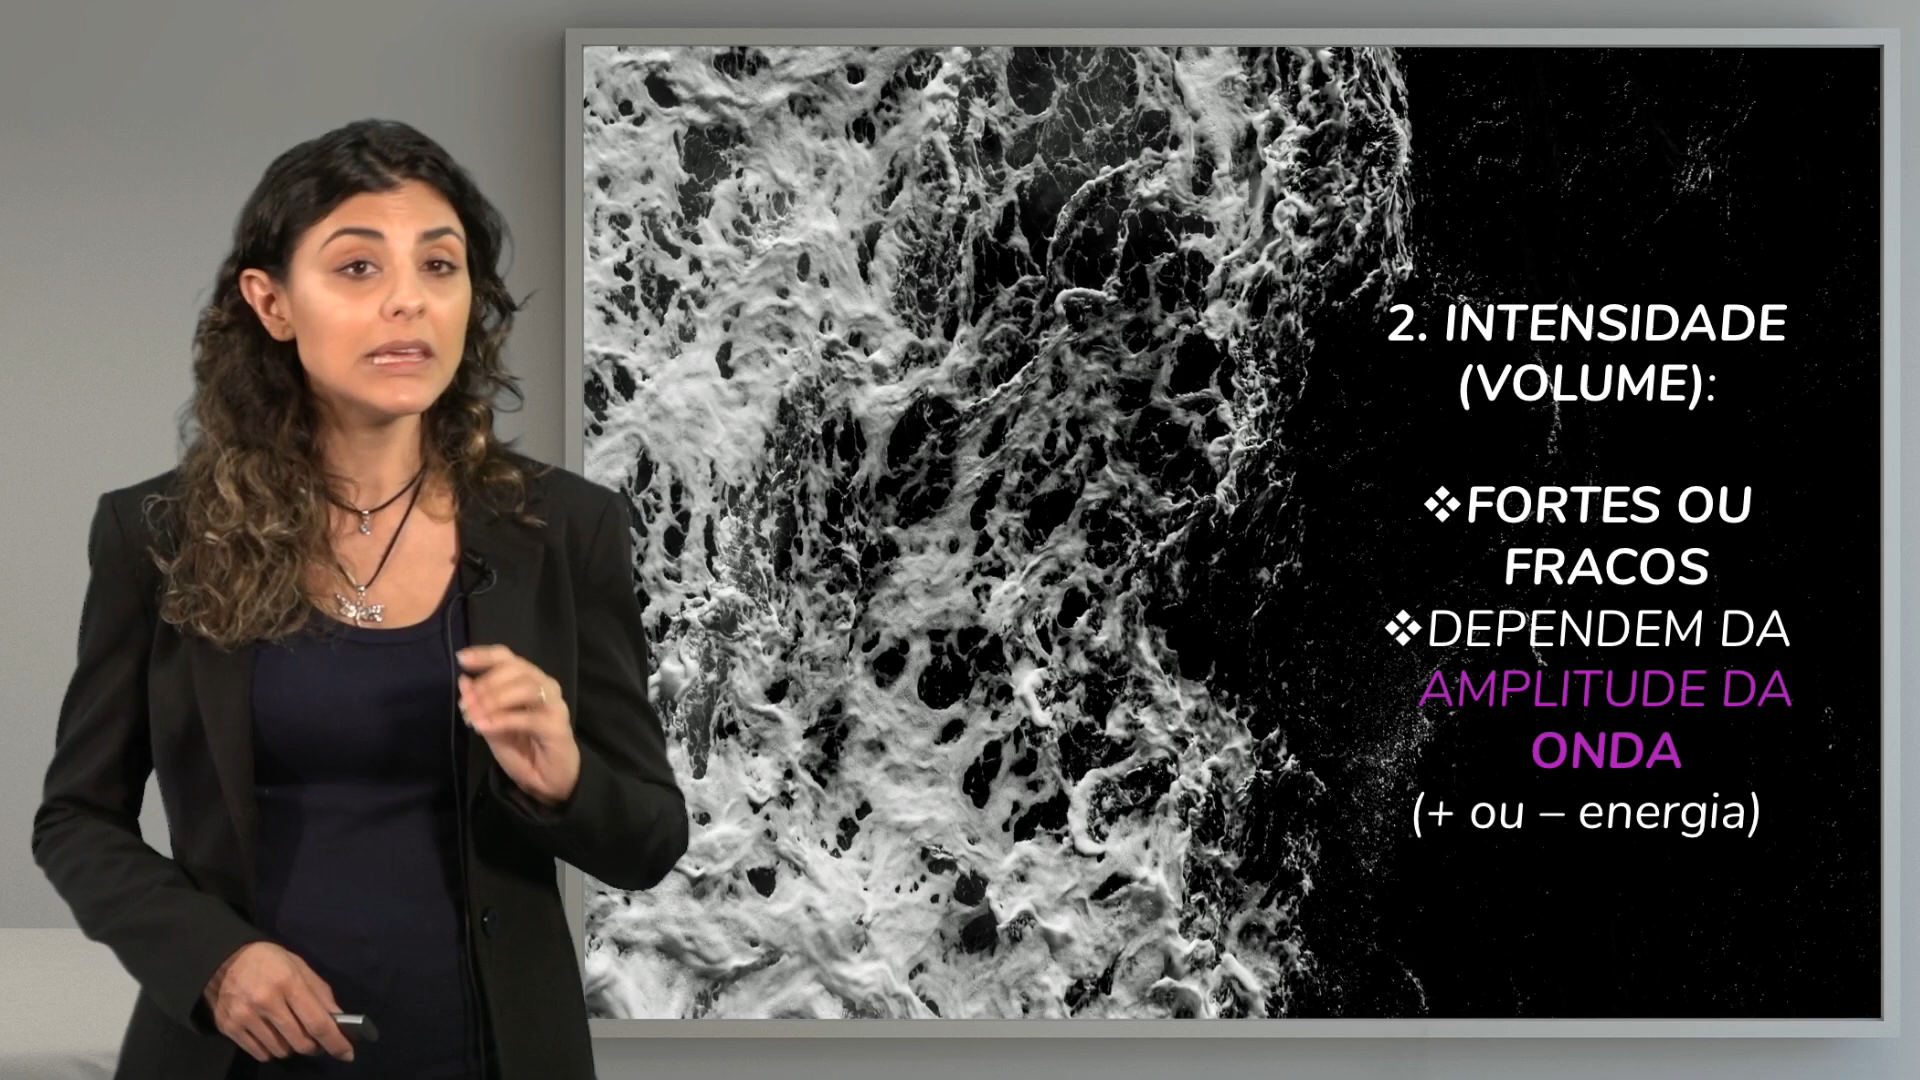 2. INTENSIDADE
(VOLUME):
❖FORTES OU
FRACOS
❖DEPENDEM DA
AMPLITUDE DA
ONDA
(+ ou – energia)